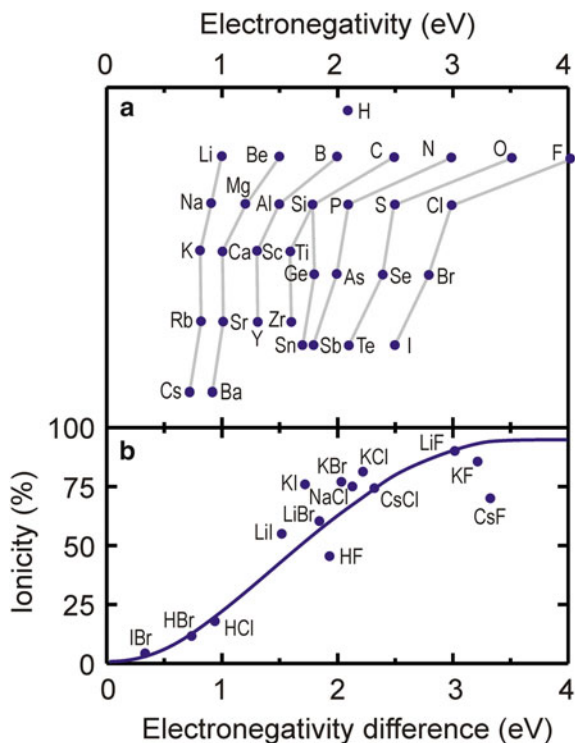 Electronegativity (eV)
0 1 2 3 4
a
H
Li Be B C N O F
Na Mg Al Si P S Cl
K Ca Sc Ti
Ge As Se Br
Rb Sr Y Zr
Sn Sb Te I
Cs Ba
100
b
LiF
KCl
KBr
KI
KF
NaCl
CsCl
CsF
75
LiBr
LiI
HF
50
Ionicity (%)
25
HBr
HCl
IBr
0
0 1 2 3 4
Electronegativity difference (eV)